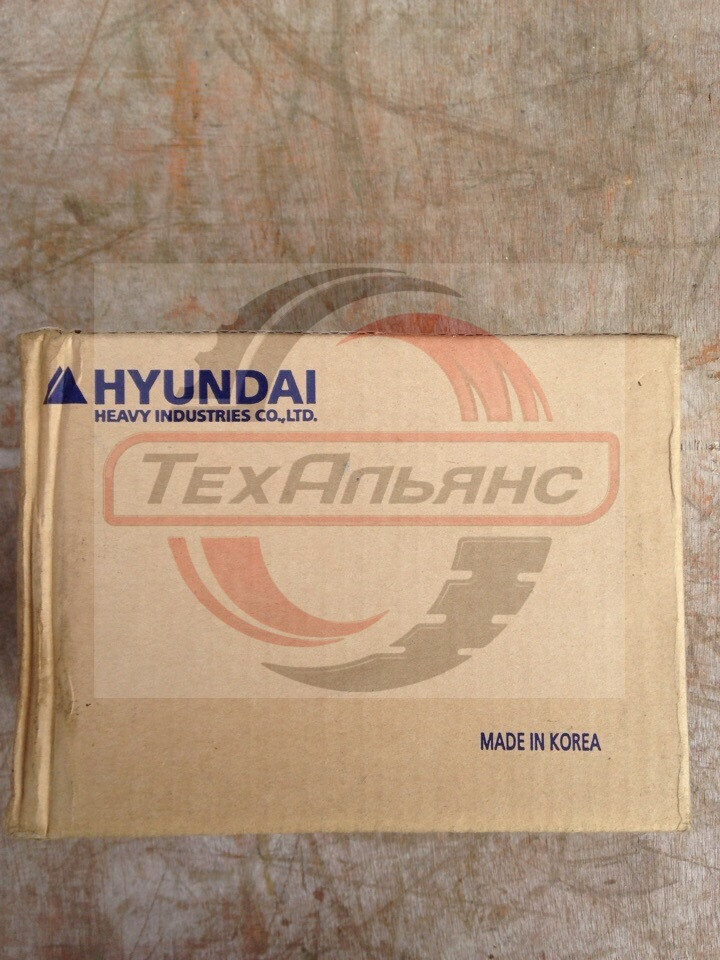 HYUNDAI
HEAVY INDUSTRIES CO.,LTD.
ТехАльянс
MADE IN KOREA